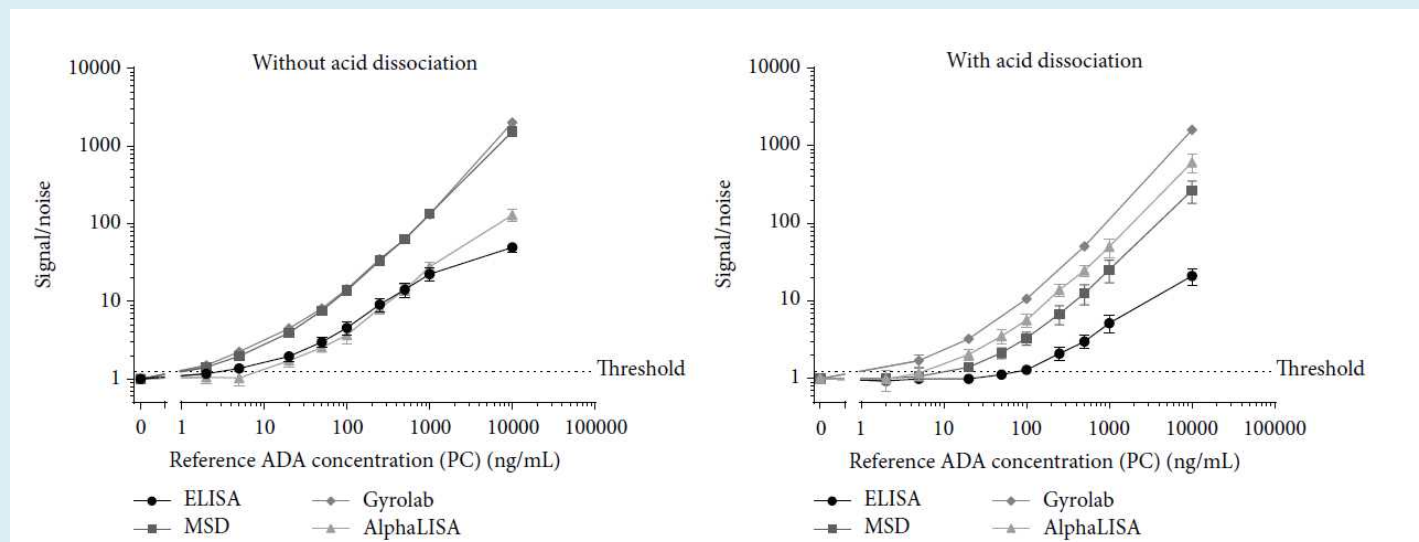 Without acid dissociation
10000
1000
100
10
1
Signal/noise
Threshold
0 1 10 100 1000 10000 100000
Reference ADA concentration (PC) (ng/mL)
ELISA
Gyrolab
MSD
AlphaLISA
With acid dissociation
10000
1000
100
10
1
Signal/noise
Threshold
0 1 10 100 1000 10000 100000
Reference ADA concentration (PC) (ng/mL)
ELISA
Gyrolab
MSD
AlphaLISA